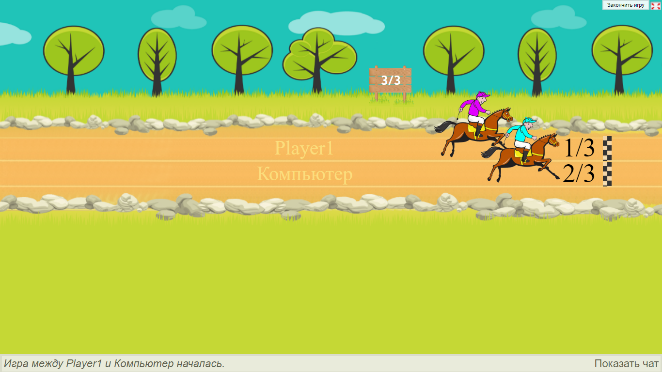 Закончить игру
3/3
Player1
1/3
Компьютер
2/3
Игра между Player1 и Компьютер началась.
Показать чат